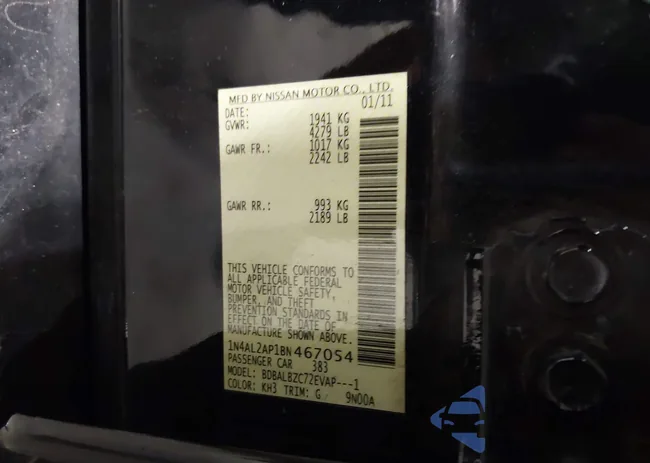 MFD BY NISSAN MOTOR CO., LTD.
DATE: 01/11
GVWR: 1941 KG
4279 LB
GAWR FR.: 1017 KG
2242 LB
GAWR RR.: 993 KG
2189 LB
THIS VEHICLE CONFORMS TO
ALL APPLICABLE FEDERAL
MOTOR VEHICLE SAFETY,
BUMPER, AND THEFT
PREVENTION STANDARDS IN
EFFECT ON THE DATE OF
MANUFACTURE SHOWN ABOVE.
1N4AL2AP1BN467054
PASSENGER CAR 383
MODEL: BDBALBZC72EVAP---1
COLOR: KH3 TRIM: G 9N00A